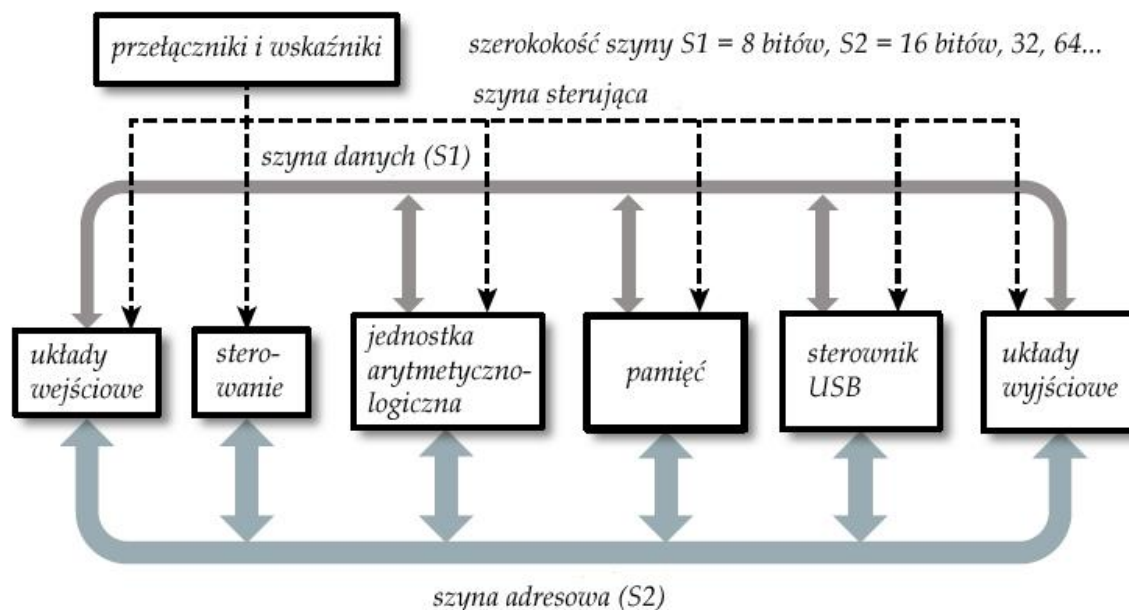 przełączniki i wskaźniki
szerokokość szyny S1 = 8 bitów, S2 = 16 bitów, 32, 64...
szyna sterująca
szyna danych (S1)
układy
wejściowe
stero-
wanie
jednostka
arytmetyczno-
logiczna
pamięć
sterownik
USB
układy
wyjściowe
szyna adresowa (S2)